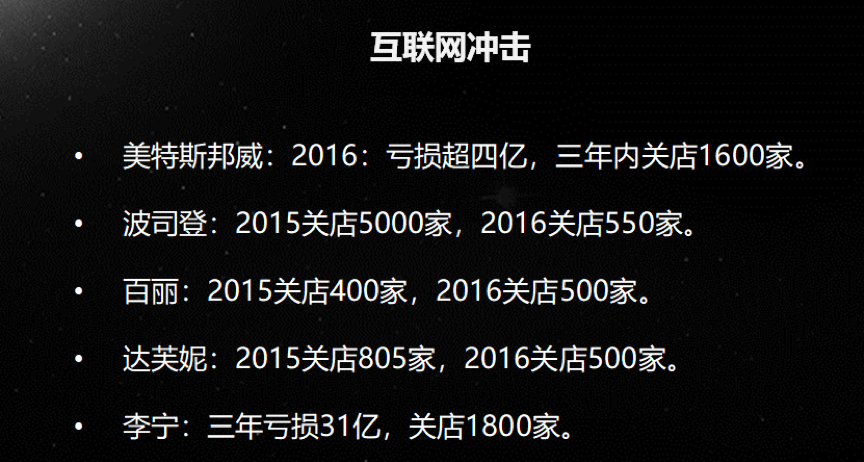 互联网冲击
• 美特斯邦威：2016：亏损超四亿，三年内关店1600家。
• 波司登：2015关店5000家，2016关店550家。
• 百丽：2015关店400家，2016关店500家。
• 达芙妮：2015关店805家，2016关店500家。
• 李宁：三年亏损31亿，关店1800家。